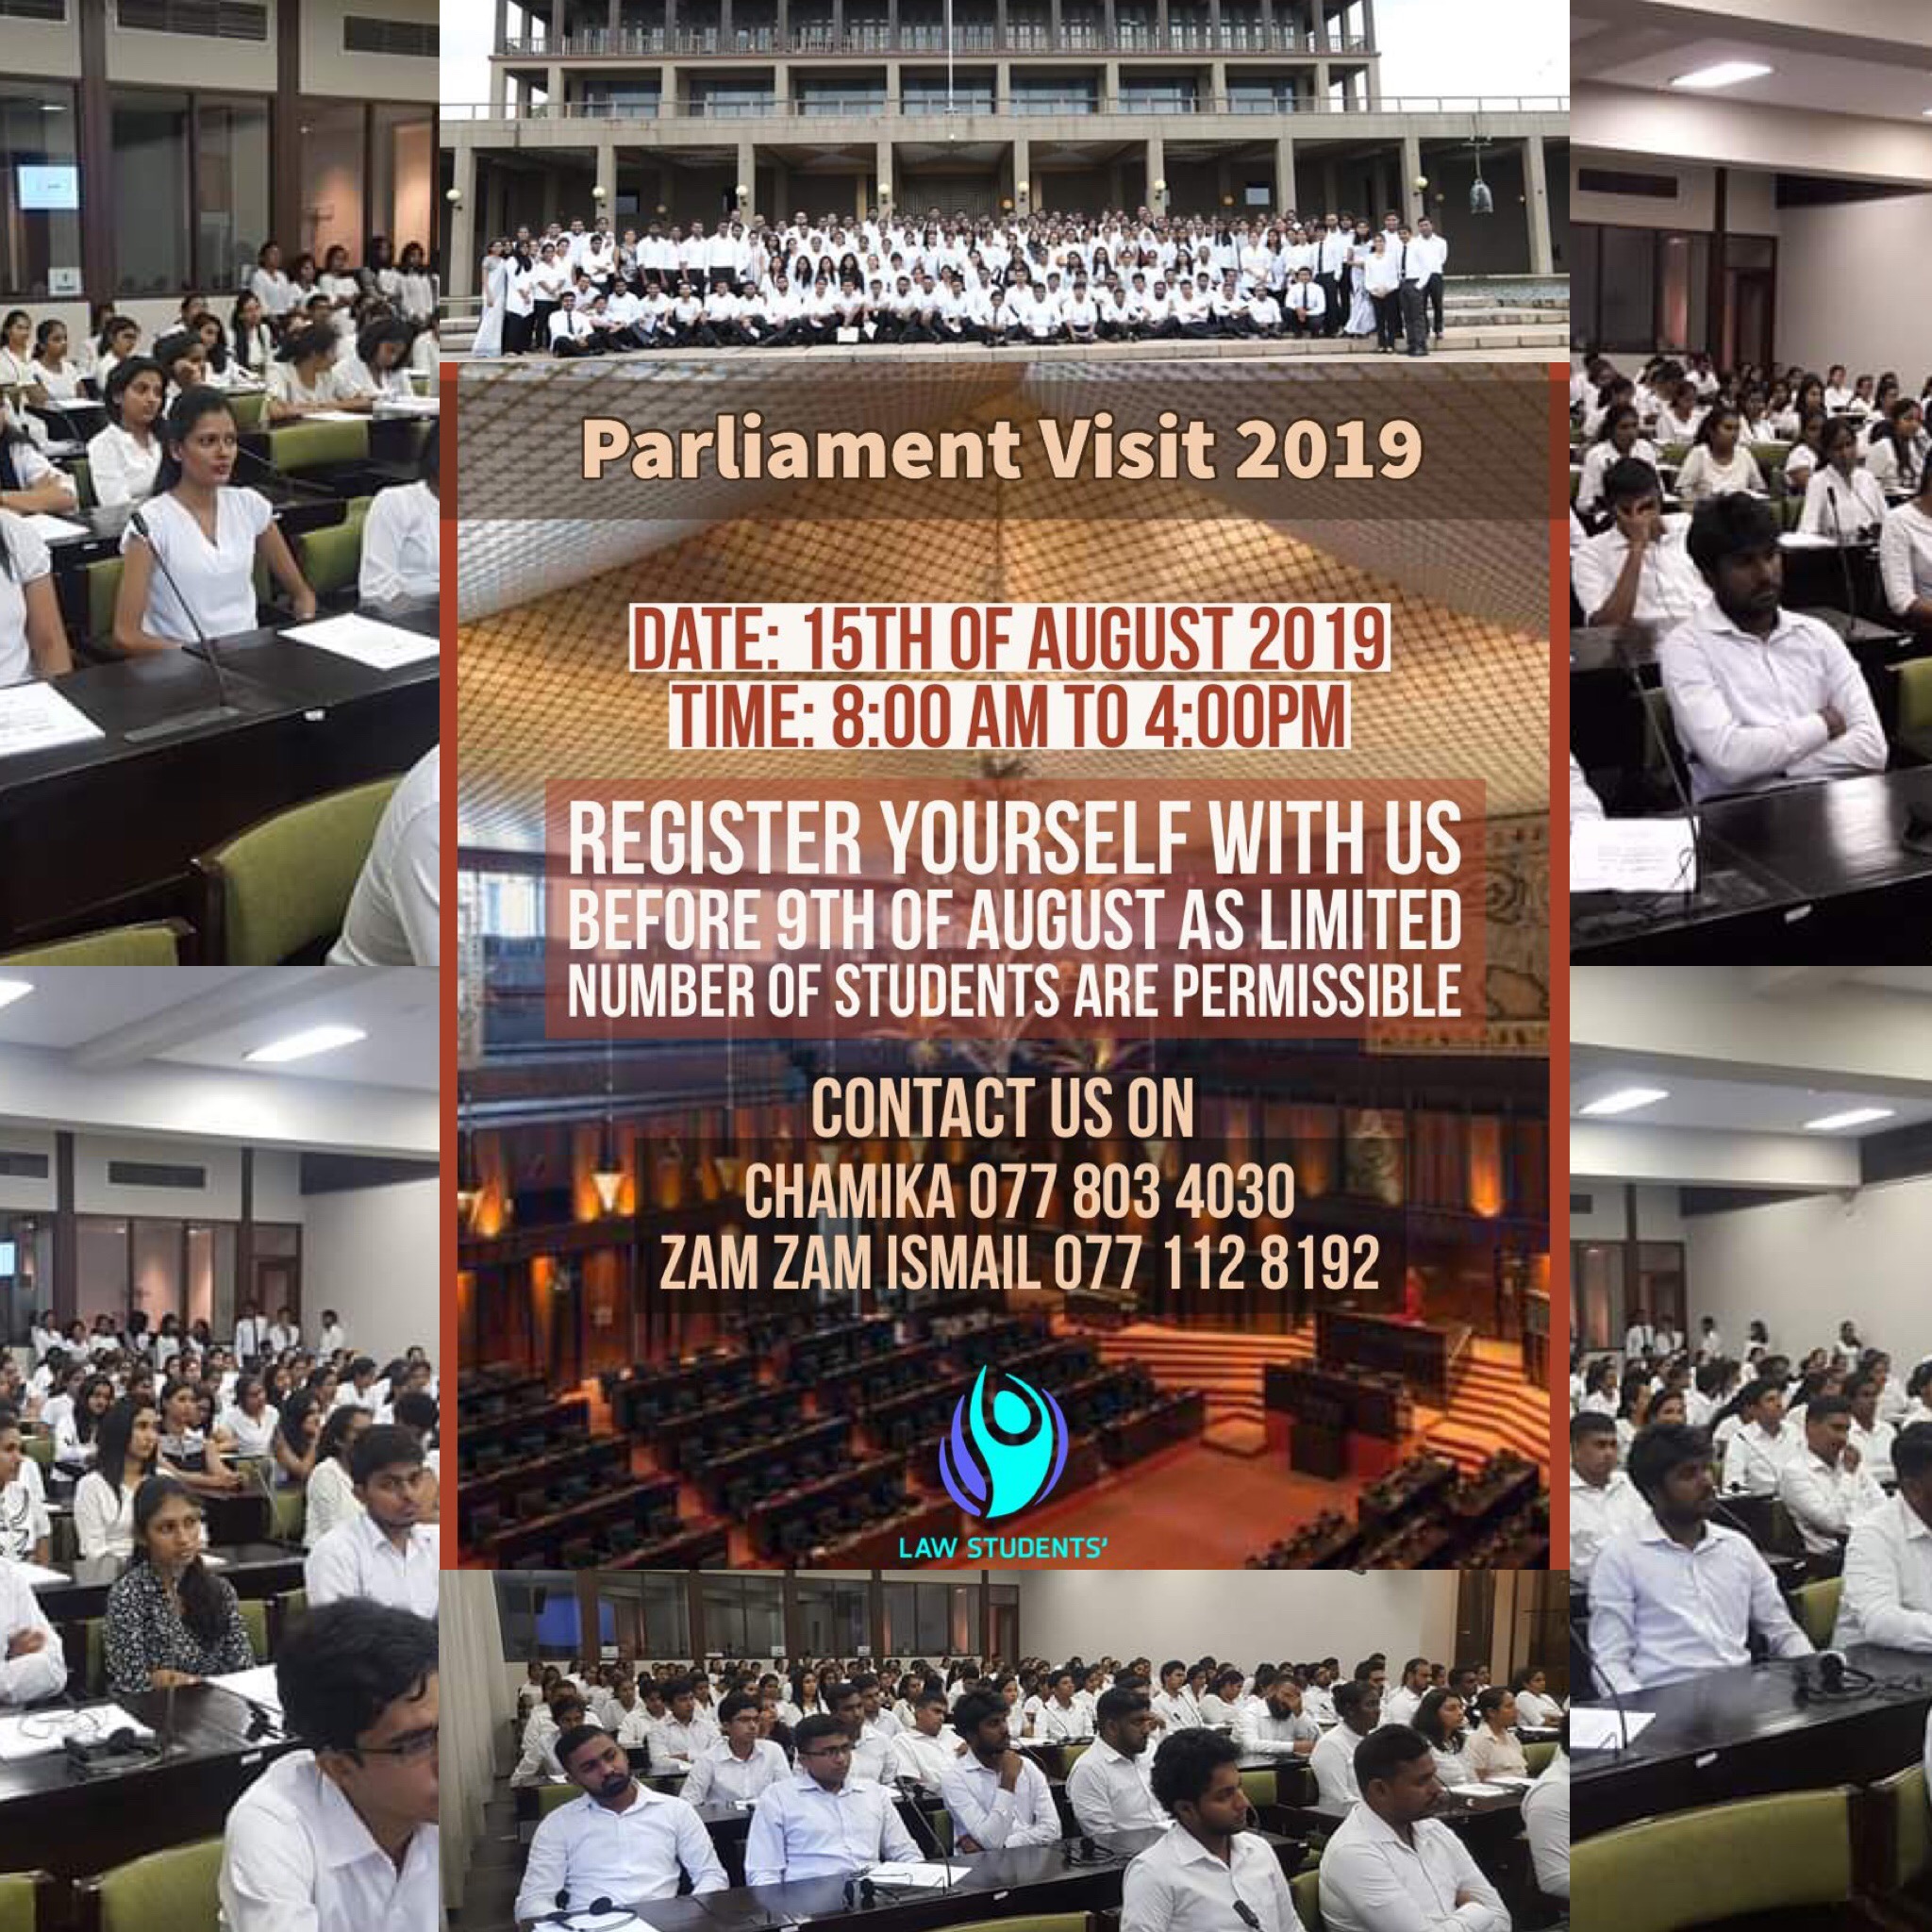 Parliament Visit 2019
DATE: 15TH OF AUGUST 2019
TIME: 8:00 AM TO 4:00PM
REGISTER YOURSELF WITH US
BEFORE 9TH OF AUGUST AS LIMITED
NUMBER OF STUDENTS ARE PERMISSIBLE
CONTACT US ON
CHAMIKA 077 803 4030
ZAM ZAM ISMAIL 077 112 8192
LAW STUDENTS'